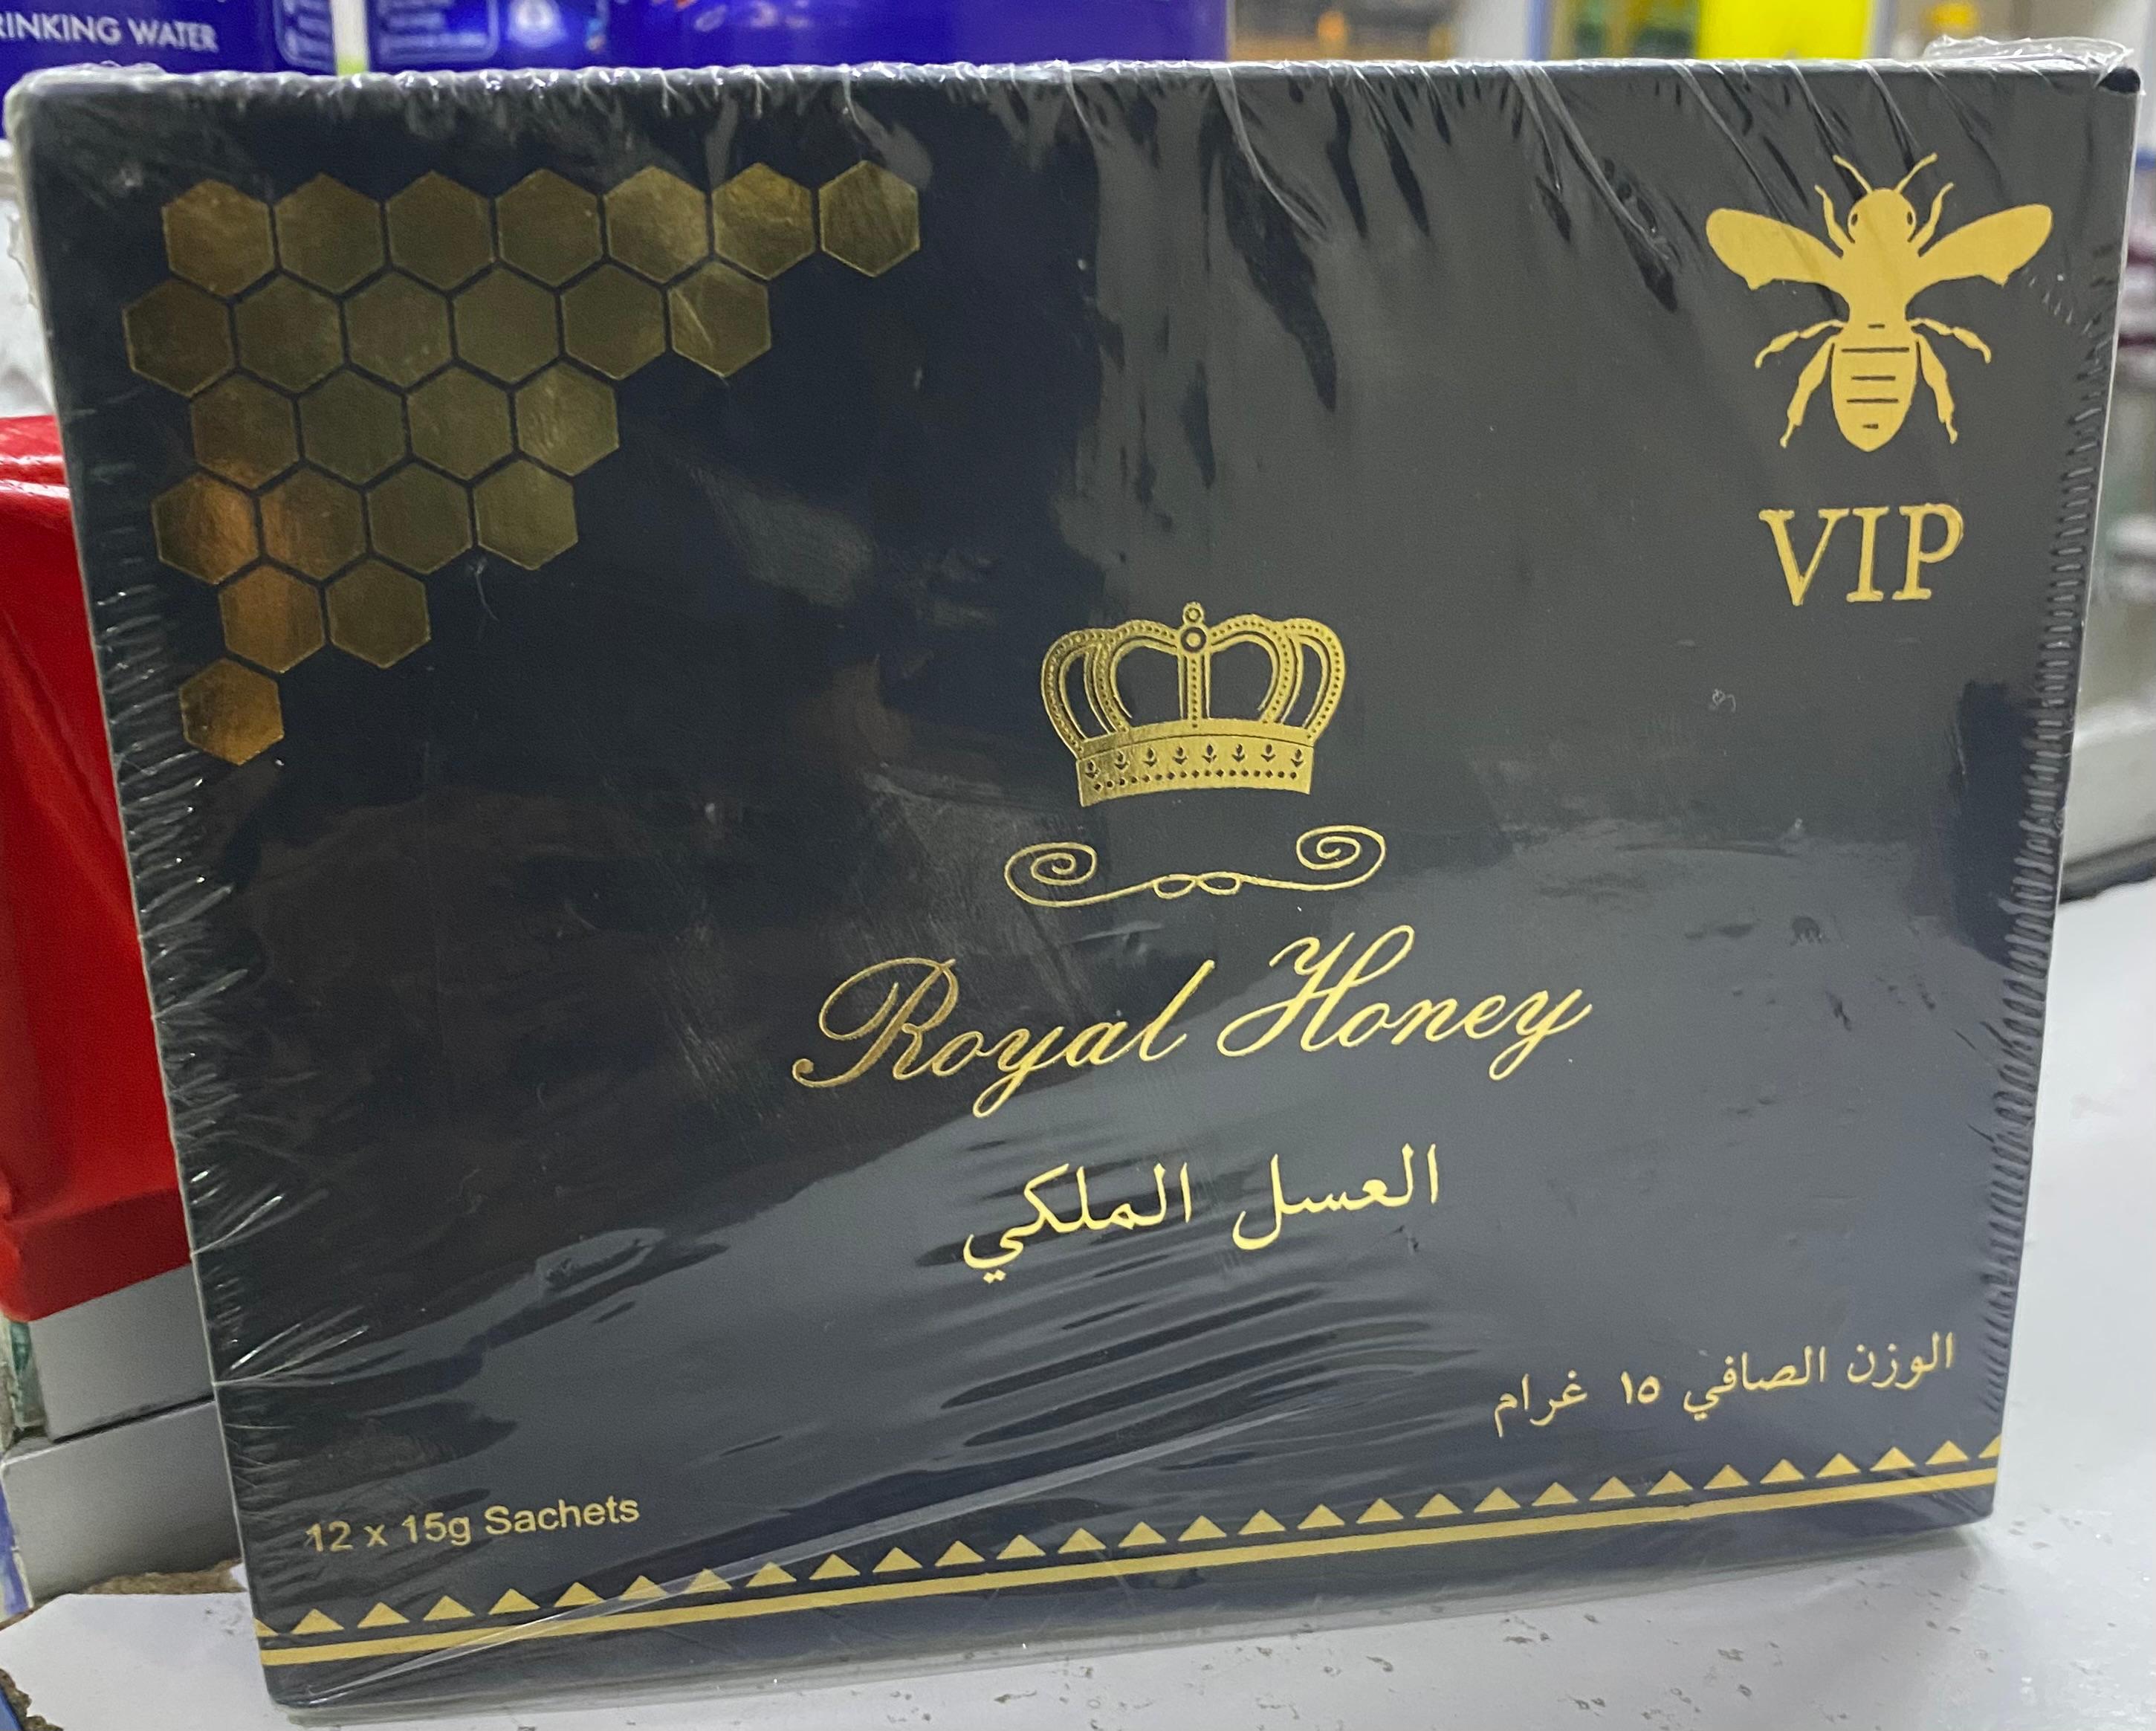 RINKING WATER
VIP
Royal Honey
العسل الملكي
الوزن الصافي ١٥ غرام
12 x 15g Sachets